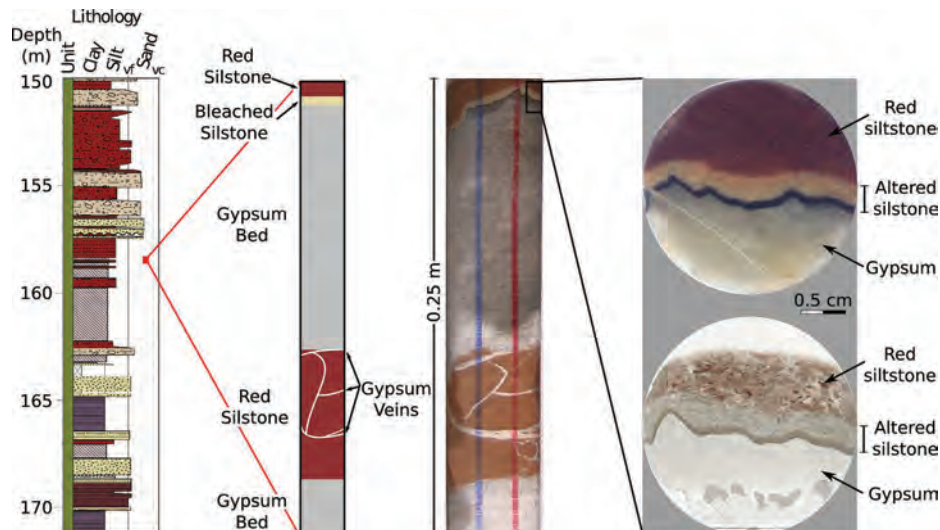 Lithology
Depth
(m)
Unit
Clay
Silt
vf
Sand
vc
150
155
160
165
170
Red
Silstone
Bleached
Silstone
Gypsum
Bed
Red
Silstone
Gypsum
Veins
Gypsum
Bed
0.25 m
Red
siltstone
Altered
siltstone
Gypsum
0.5 cm
Red
siltstone
Altered
silstone
Gypsum